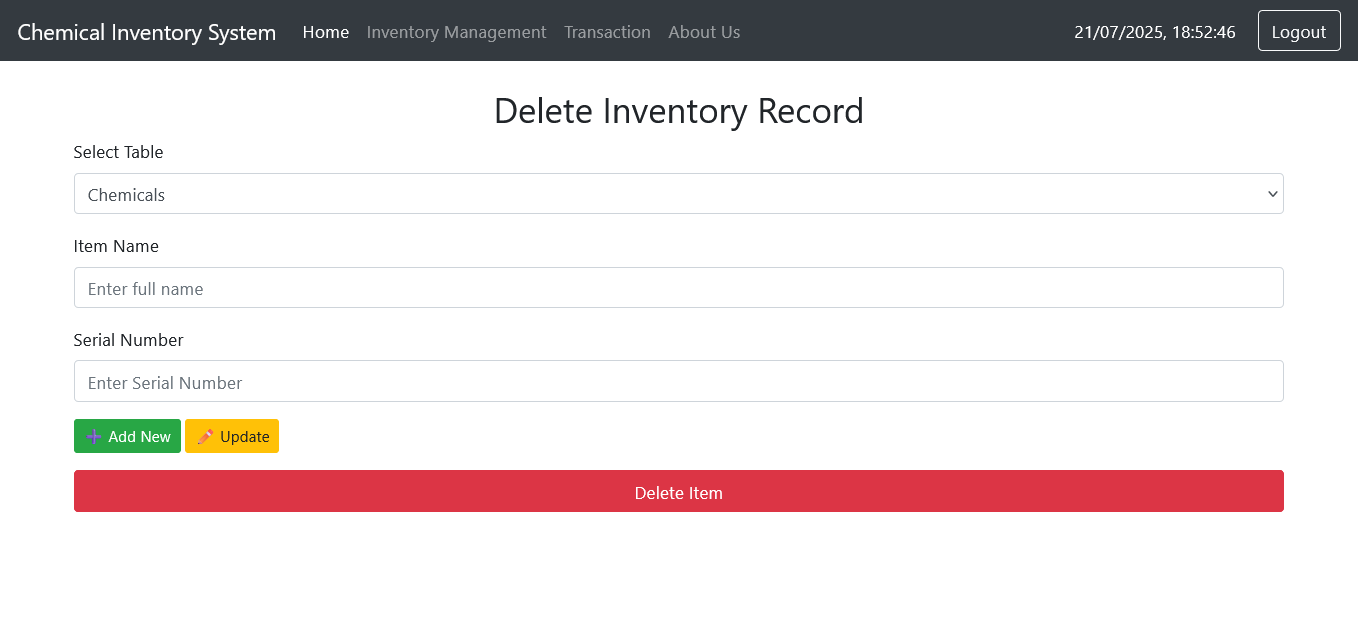 Chemical Inventory System Home Inventory Management Transaction About Us 21/07/2025, 18:52:46 Logout
Delete Inventory Record
Select Table
Chemicals
Item Name
Enter full name
Serial Number
Enter Serial Number
➕ Add New ✏️ Update
Delete Item